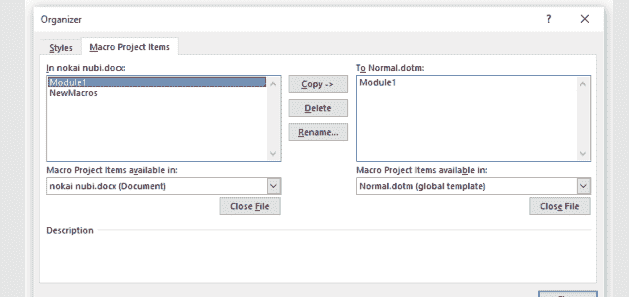 Organizer
? ×
Styles Macro Project Items
In nokai nubi.docx: To Normal.dotm:
Module1 Copy -> Module1
NewMacros
Delete
Rename...
Macro Project Items available in: Macro Project Items available in:
nokai nubi.docx (Document) Normal.dotm (global template)
Close File Close File
Description